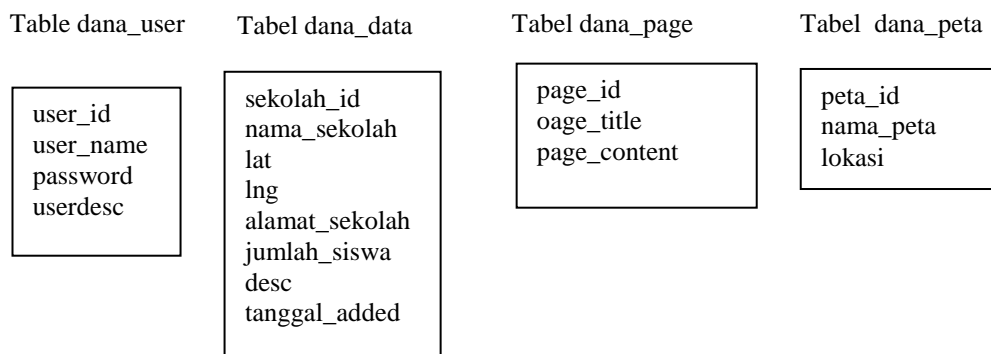 Table dana_user
user_id
user_name
password
userdesc
Tabel dana_data
sekolah_id
nama_sekolah
lat
lng
alamat_sekolah
jumlah_siswa
desc
tanggal_added
Tabel dana_page
page_id
oage_title
page_content
Tabel  dana_peta
peta_id
nama_peta
lokasi